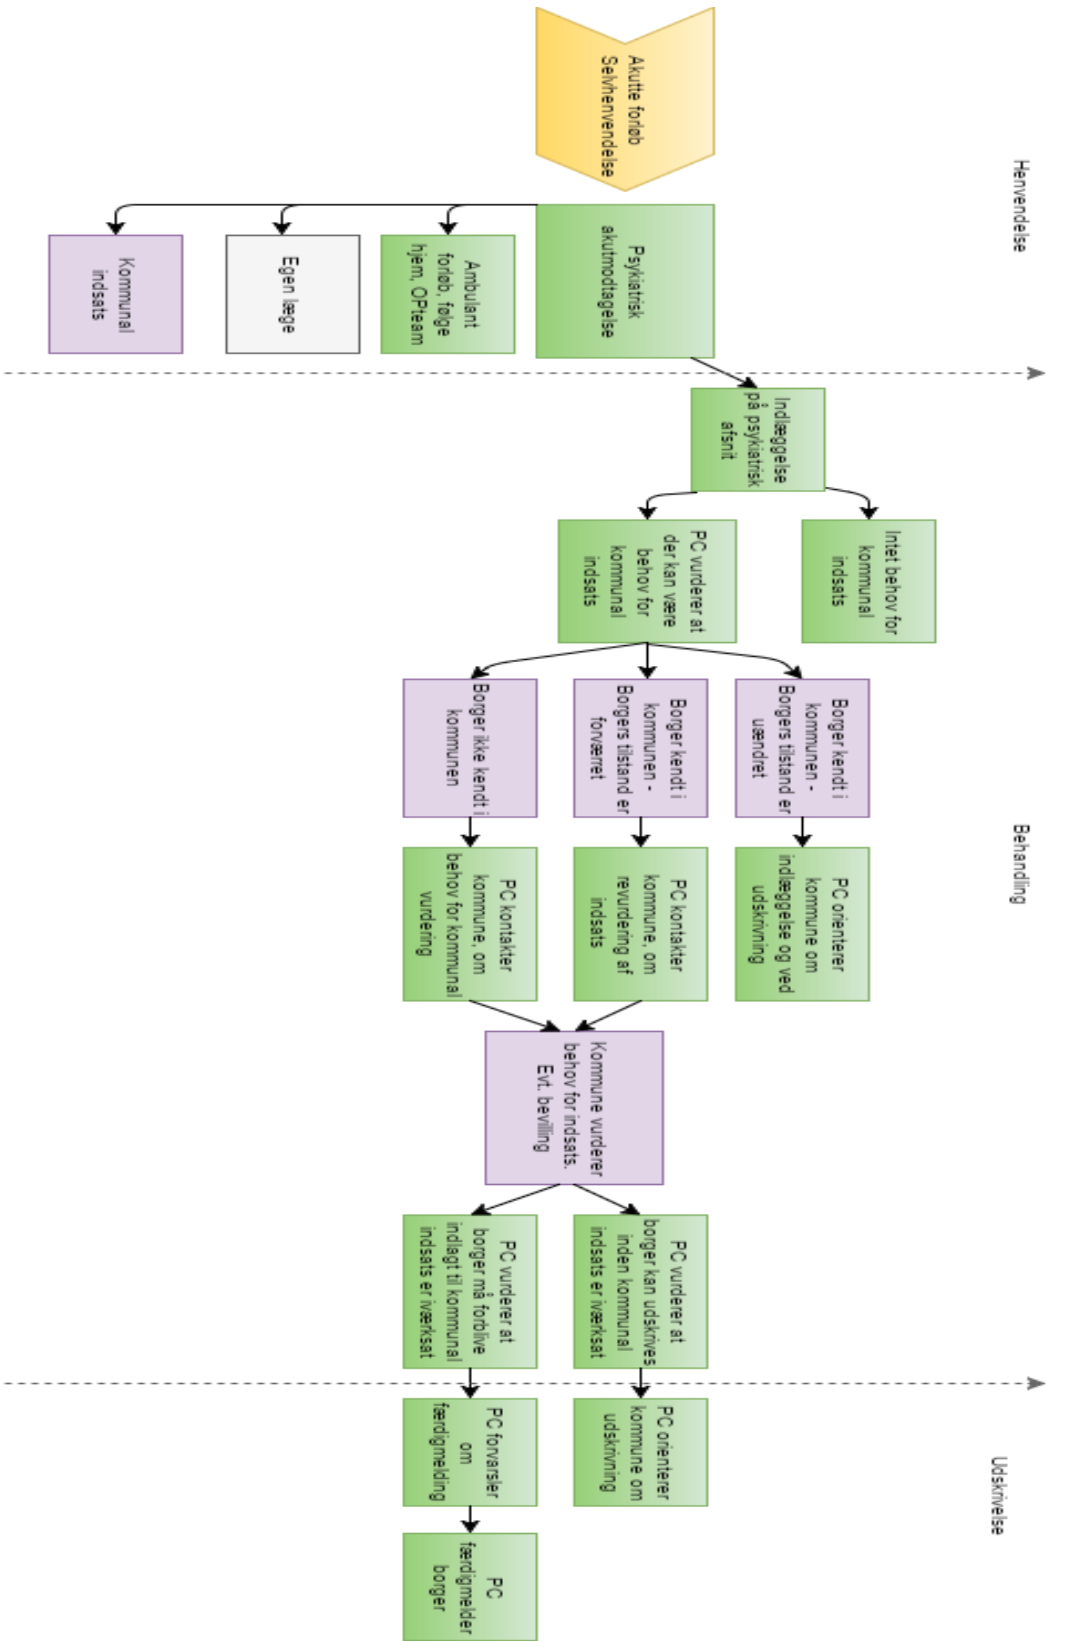 Henvendelse
Behandling
Udskrivelse
Akutte forløb
Selvhenvendelse
Psykiatrisk
akutmodtagelse
Ambulant
forløb, følge
hjem, OPteam
Egen læge
Kommunal
indsats
Indlæggelse
på psykiatrisk
afsnit
Intet behov for
kommunal
indsats
PC vurderer at
der kan være
behov for
kommunal
indsats
Borger kendt i
kommunen -
Borgers tilstand er
uændret
Borger kendt i
kommunen -
Borgers tilstand er
forværret
Borger ikke kendt i
kommunen
PC orienterer
kommune om
indlæggelse og ved
udskrivning
PC kontakter
kommune, om
revurdering af
indsats
PC kontakter
kommune, om
behov for kommunal
vurdering
Kommune vurderer
behov for indsats.
Evt. bevilling
PC vurderer at
borger kan udskrives
inden kommunal
indsats er iværksat
PC vurderer at
borger må forblive
indlagt til kommunal
indsats er iværksat
PC orienterer
kommune om
udskrivning
PC forvarsler
om
færdigmelding
PC
færdigmelder
borger